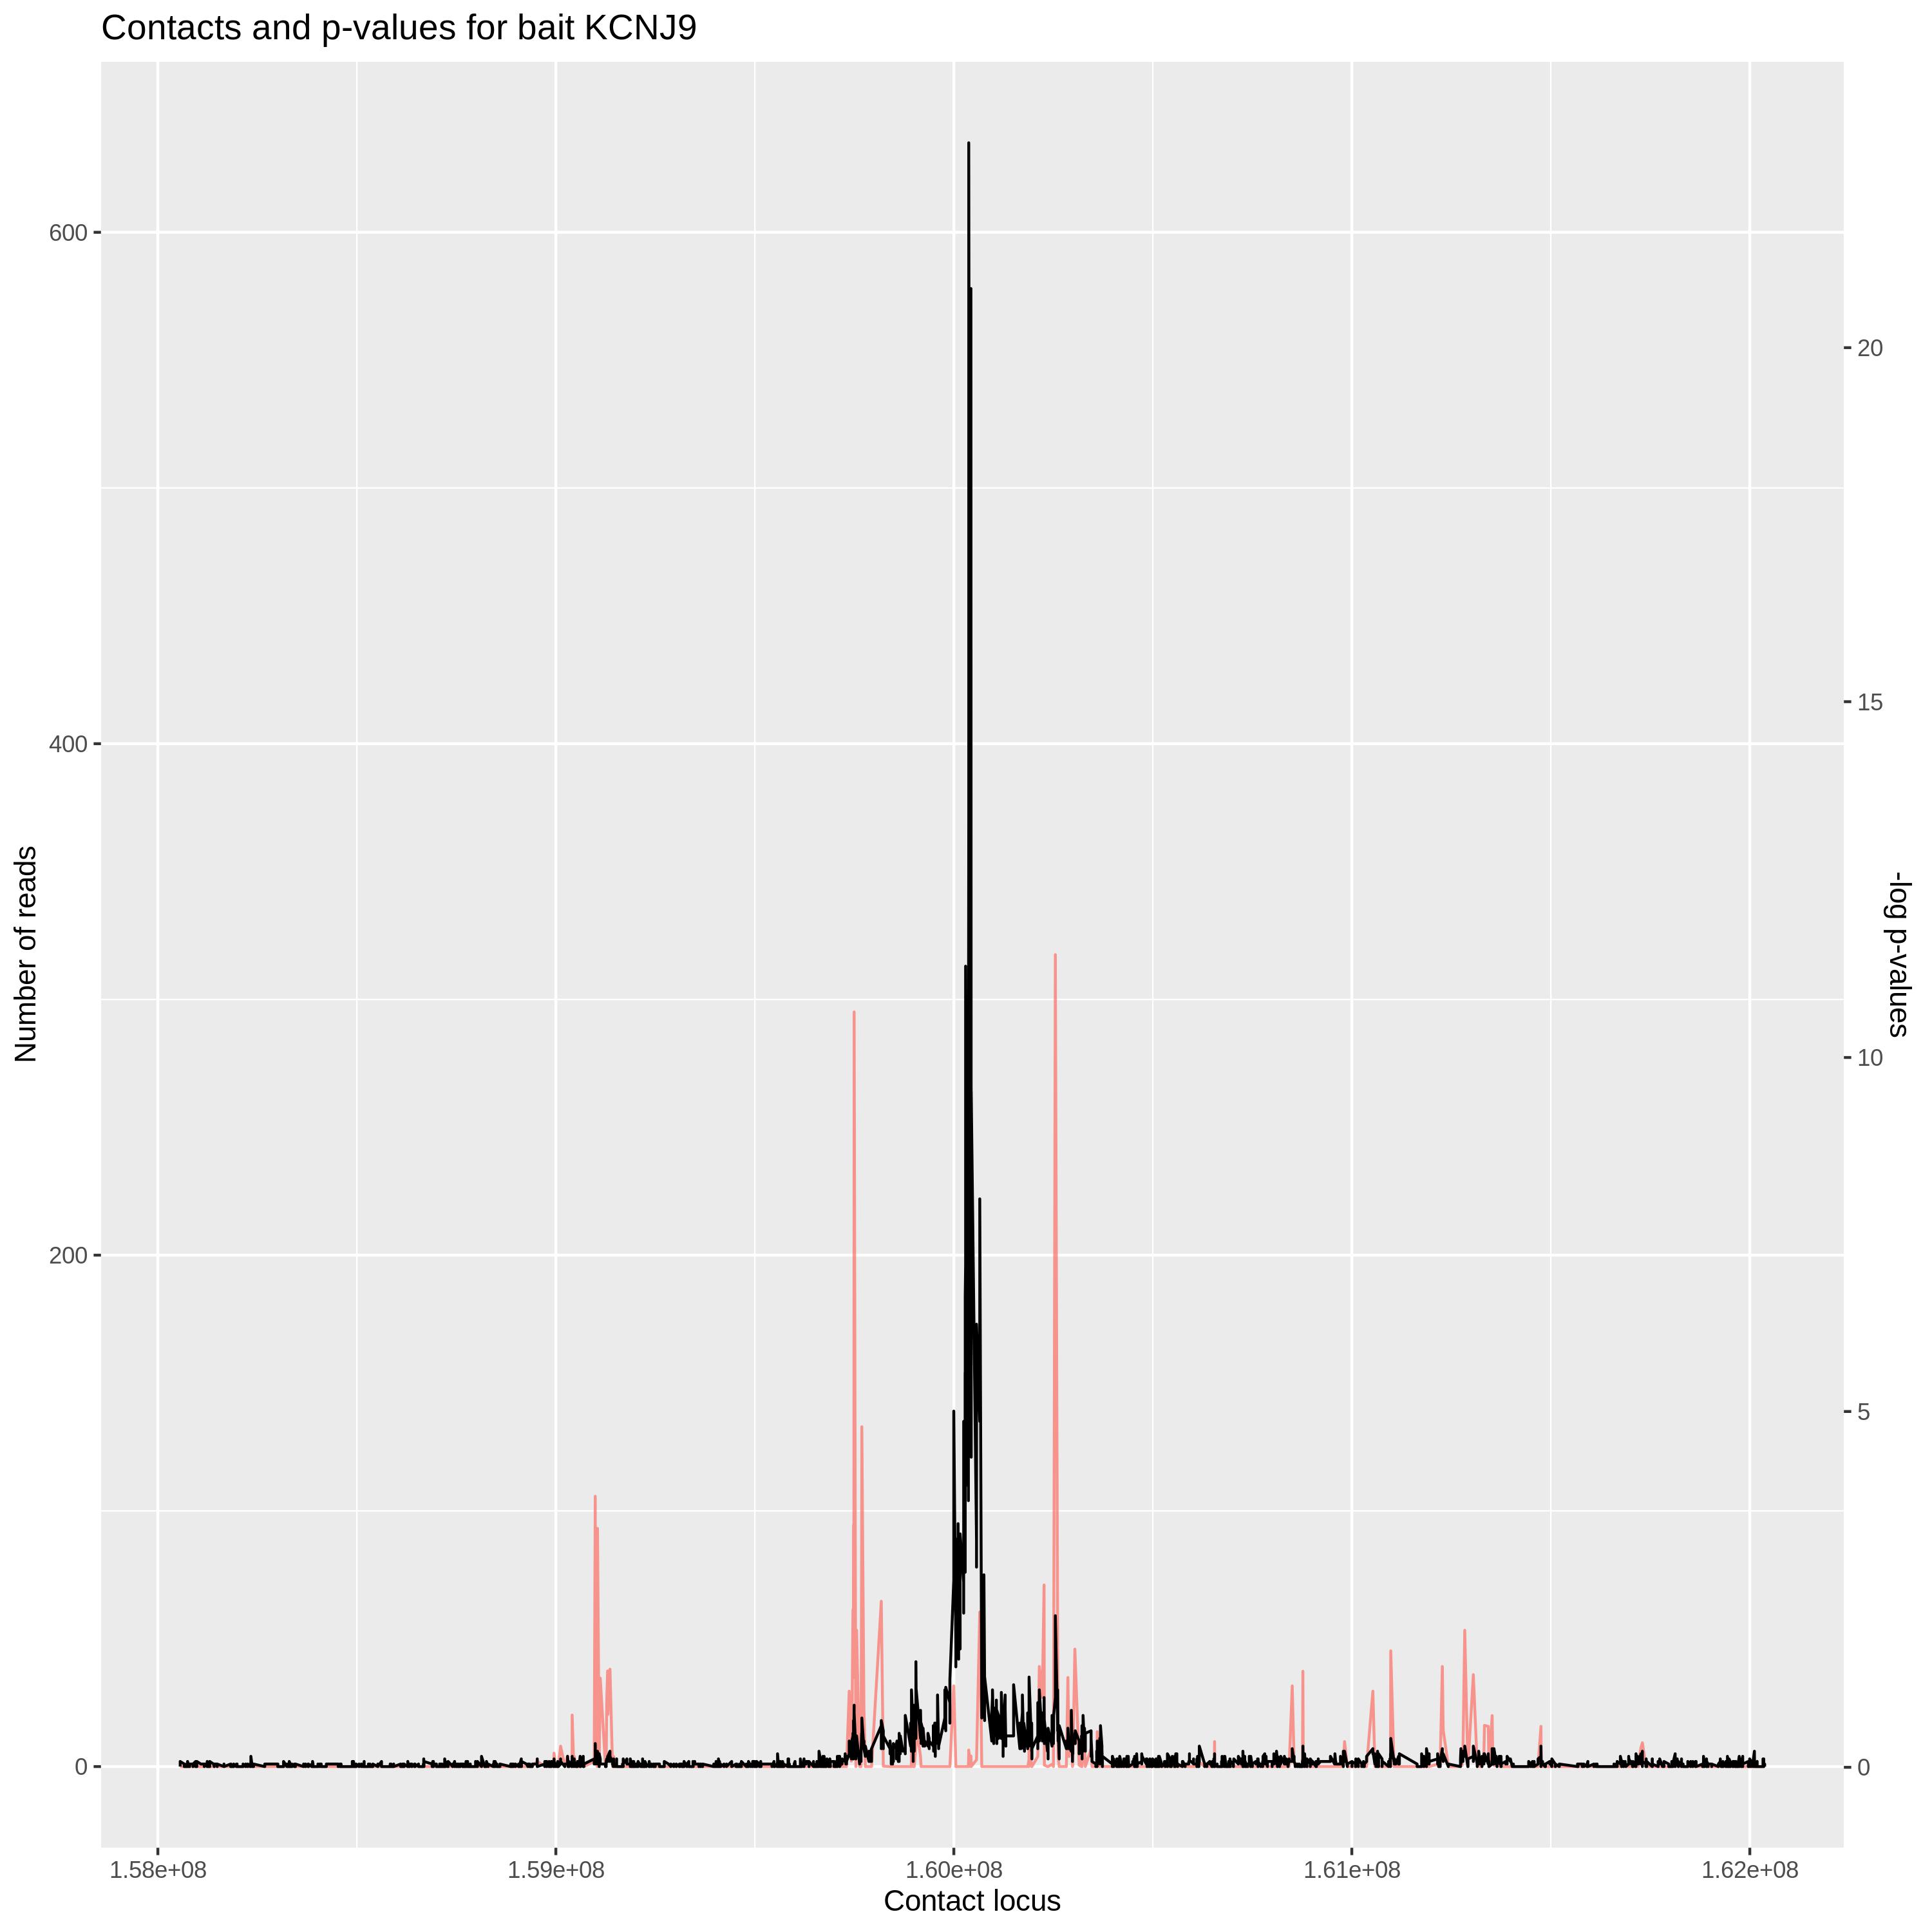 Contacts and p-values for bait KCNJ9
600
400
200
0
Number of reads
20
15
10
5
0
-log p-values
1.58e+08
1.59e+08
1.60e+08
1.61e+08
1.62e+08
Contact locus